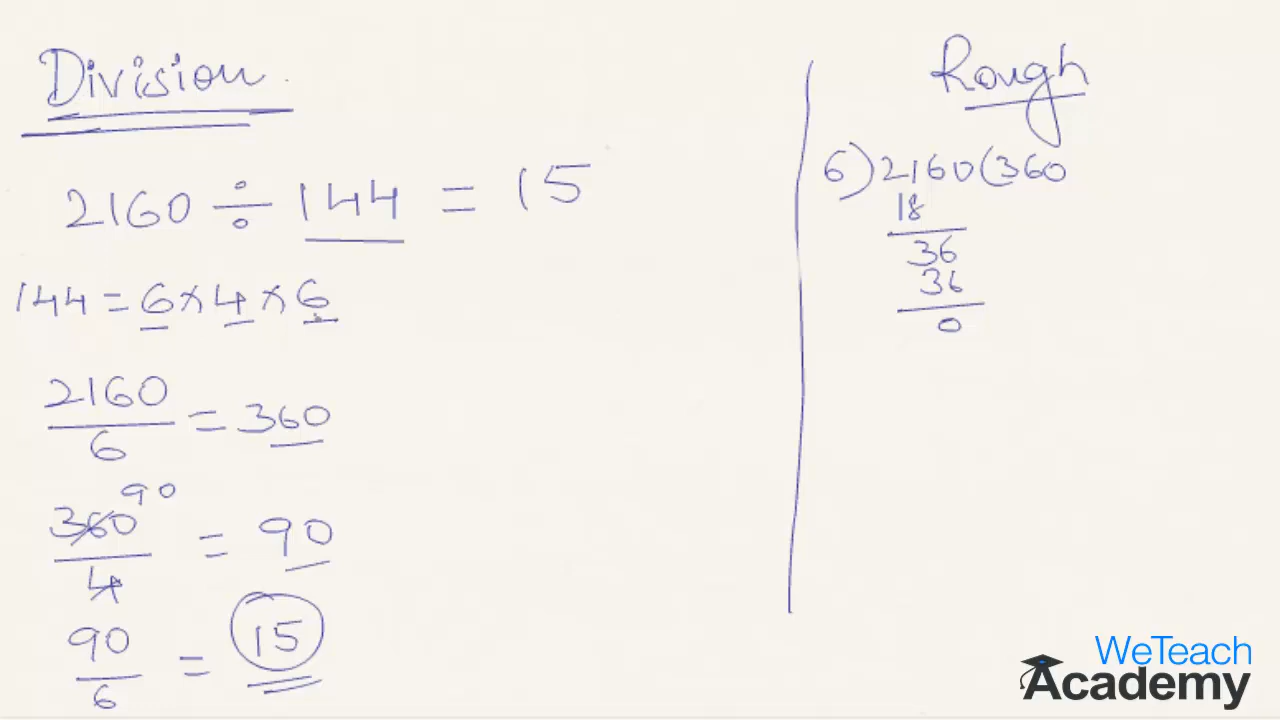 Division.
2160 ÷ 144 = 15
144 = 6 × 4 × 6
2160
6
= 360
90
360
4
= 90
90
6
= 15
Rough
6)2160(360
18
36
36
0
WeTeach
Academy